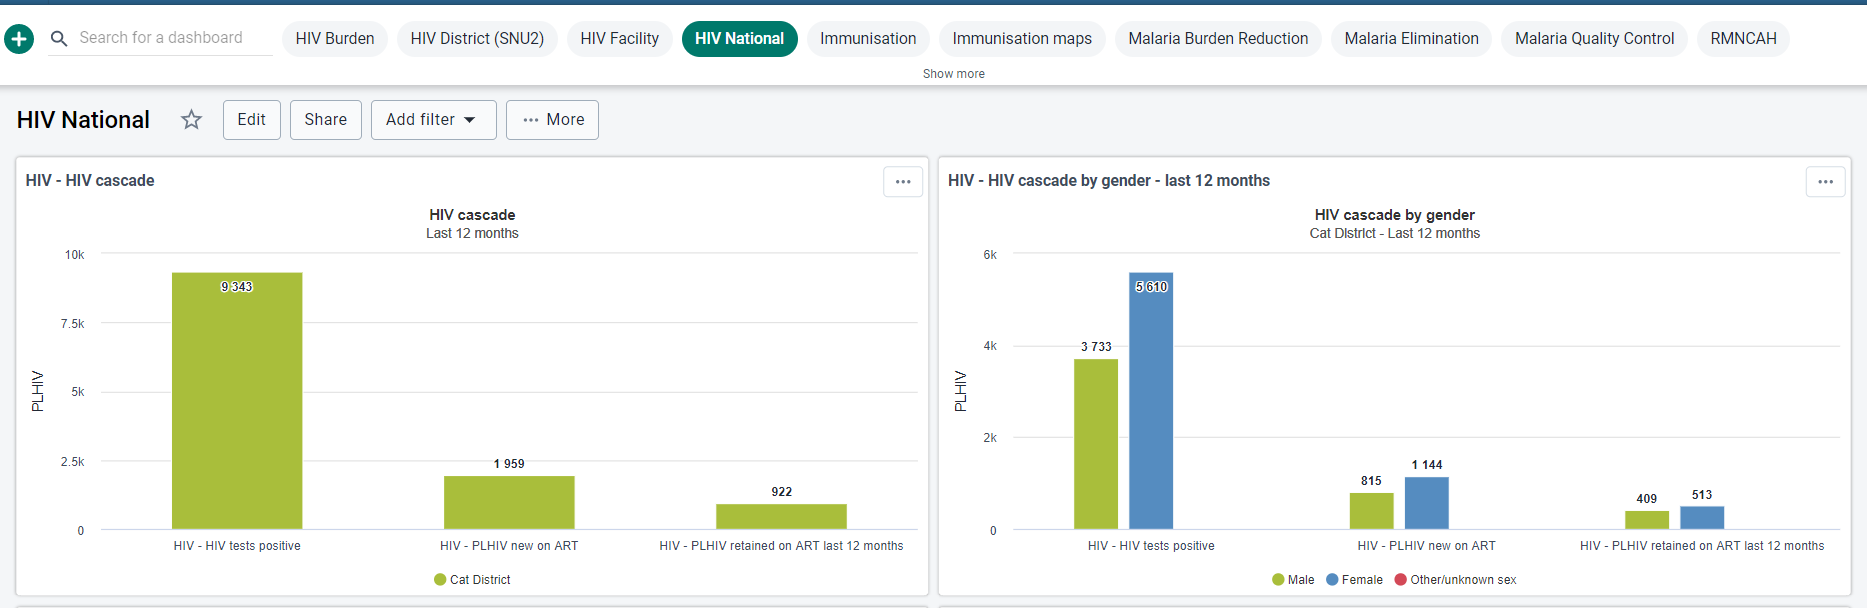 Search for a dashboard
HIV Burden
HIV District (SNU2)
HIV Facility
HIV National
Immunisation
Immunisation maps
Malaria Burden Reduction
Malaria Elimination
Malaria Quality Control
RMNCAH
Show more
HIV National
Edit
Share
Add filter
More
HIV - HIV cascade
HIV cascade
Last 12 months
PLHIV
10k
7.5k
5k
2.5k
0
9 343
1 959
922
HIV - HIV tests positive
HIV - PLHIV new on ART
HIV - PLHIV retained on ART last 12 months
Cat District
HIV - HIV cascade by gender - last 12 months
HIV cascade by gender
Cat District - Last 12 months
PLHIV
6k
4k
2k
0
3 733
5 610
815
1 144
409
513
HIV - HIV tests positive
HIV - PLHIV new on ART
HIV - PLHIV retained on ART last 12 months
Male
Female
Other/unknown sex